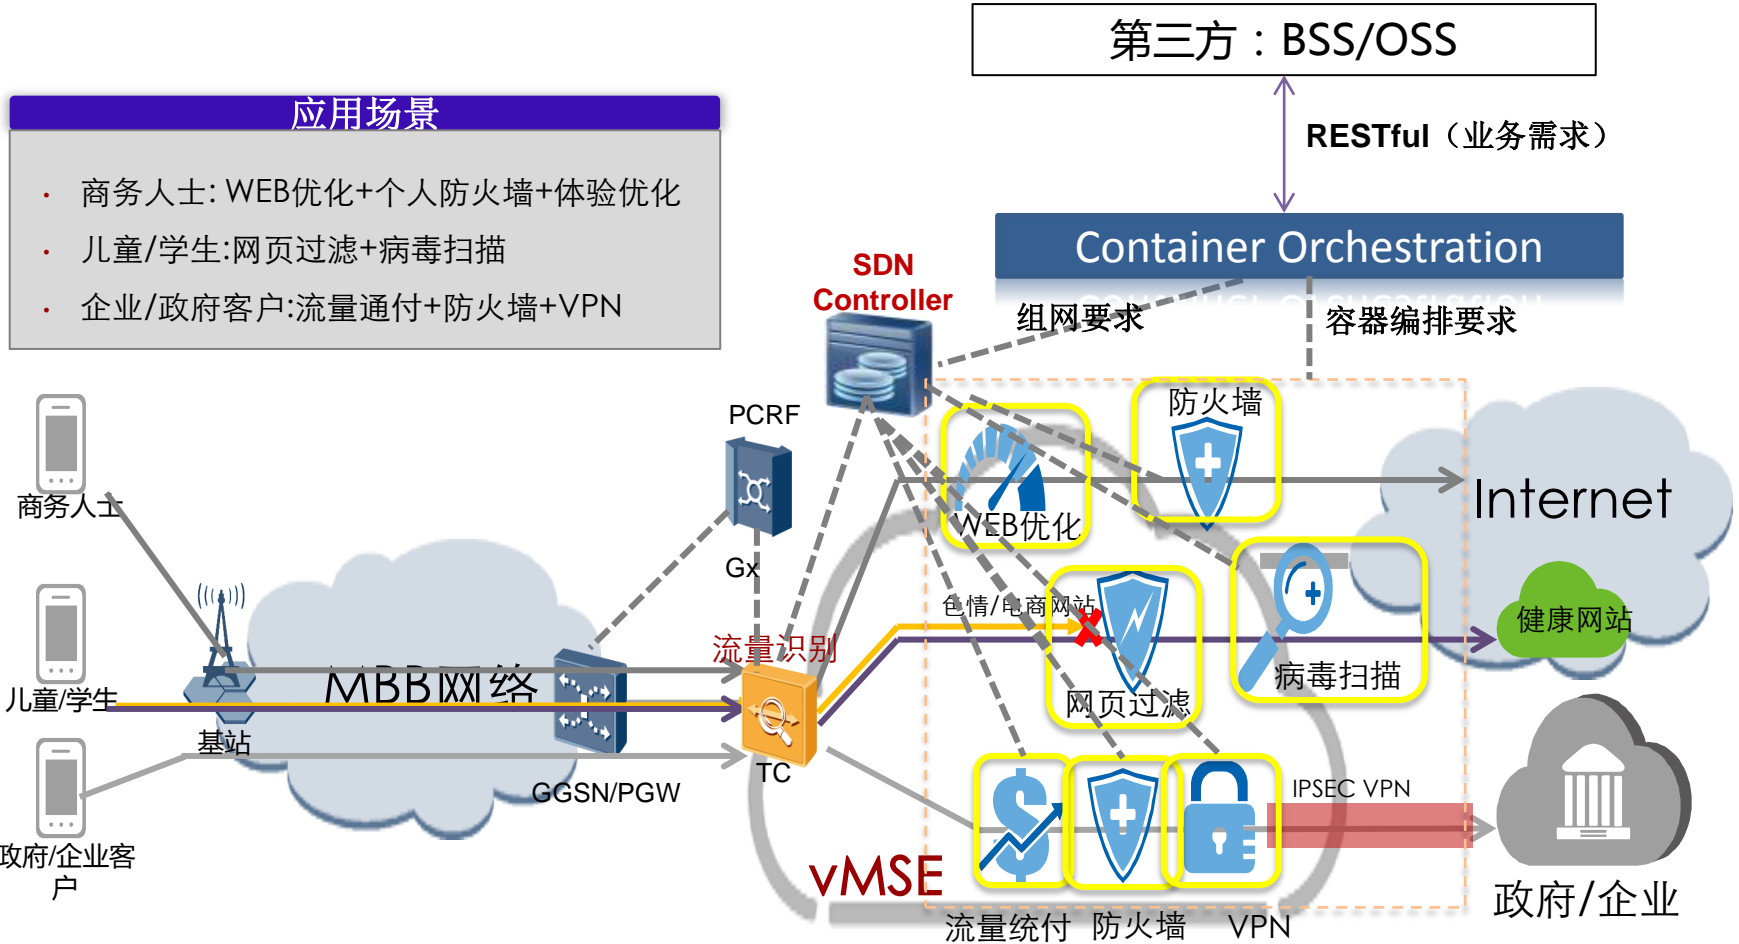 第三方：BSS/OSS
应用场景
RESTful（业务需求）
· 商务人士: WEB优化+个人防火墙+体验优化
· 儿童/学生:网页过滤+病毒扫描
· 企业/政府客户:流量通付+防火墙+VPN
Container Orchestration
SDN
Controller
组网要求
容器编排要求
PCRF
防火墙
商务人士
WEB优化
Internet
Gx
色情/电商网站
健康网站
流量识别
MBB网络
儿童/学生
网页过滤
病毒扫描
基站
TC
GGSN/PGW
IPSEC VPN
政府/企业客
户
vMSE
政府/企业
流量统付
防火墙
VPN